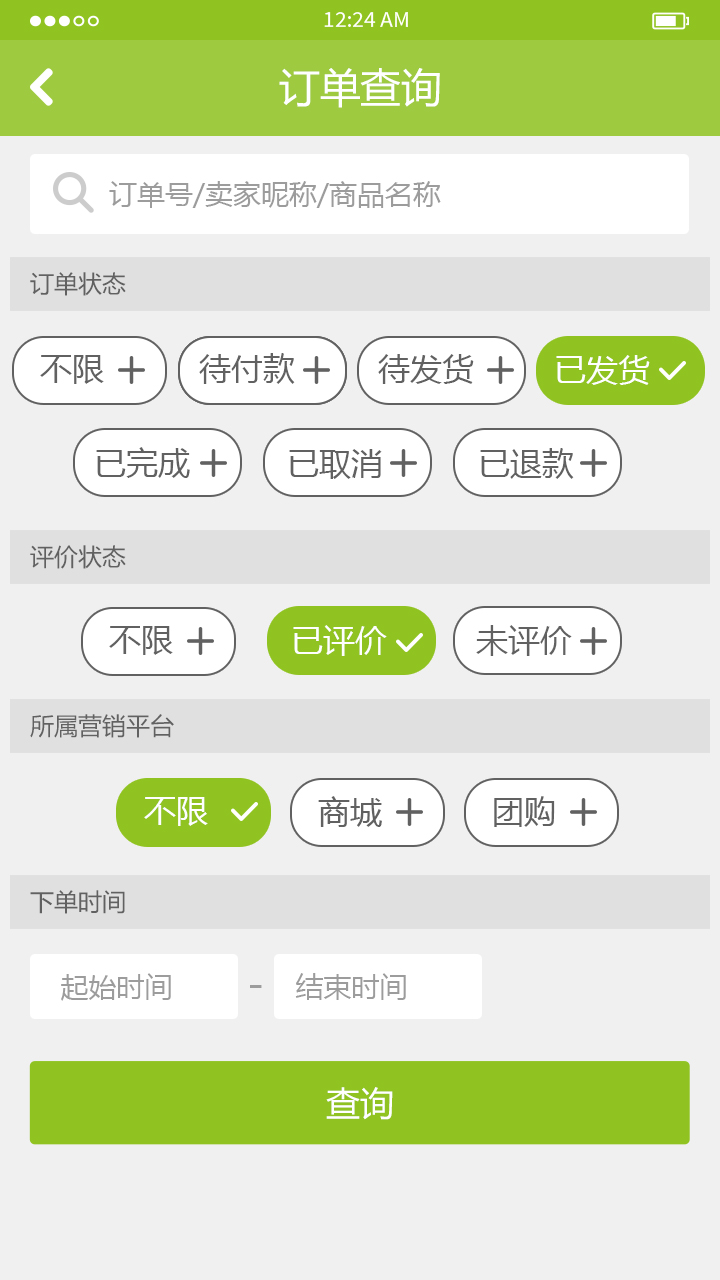 12:24 AM
订单查询
订单号/卖家昵称/商品名称
订单状态
不限 待付款 待发货 已发货
已完成 已取消 已退款
评价状态
不限 已评价 未评价
所属营销平台
不限 商城 团购
下单时间
起始时间 - 结束时间
查询